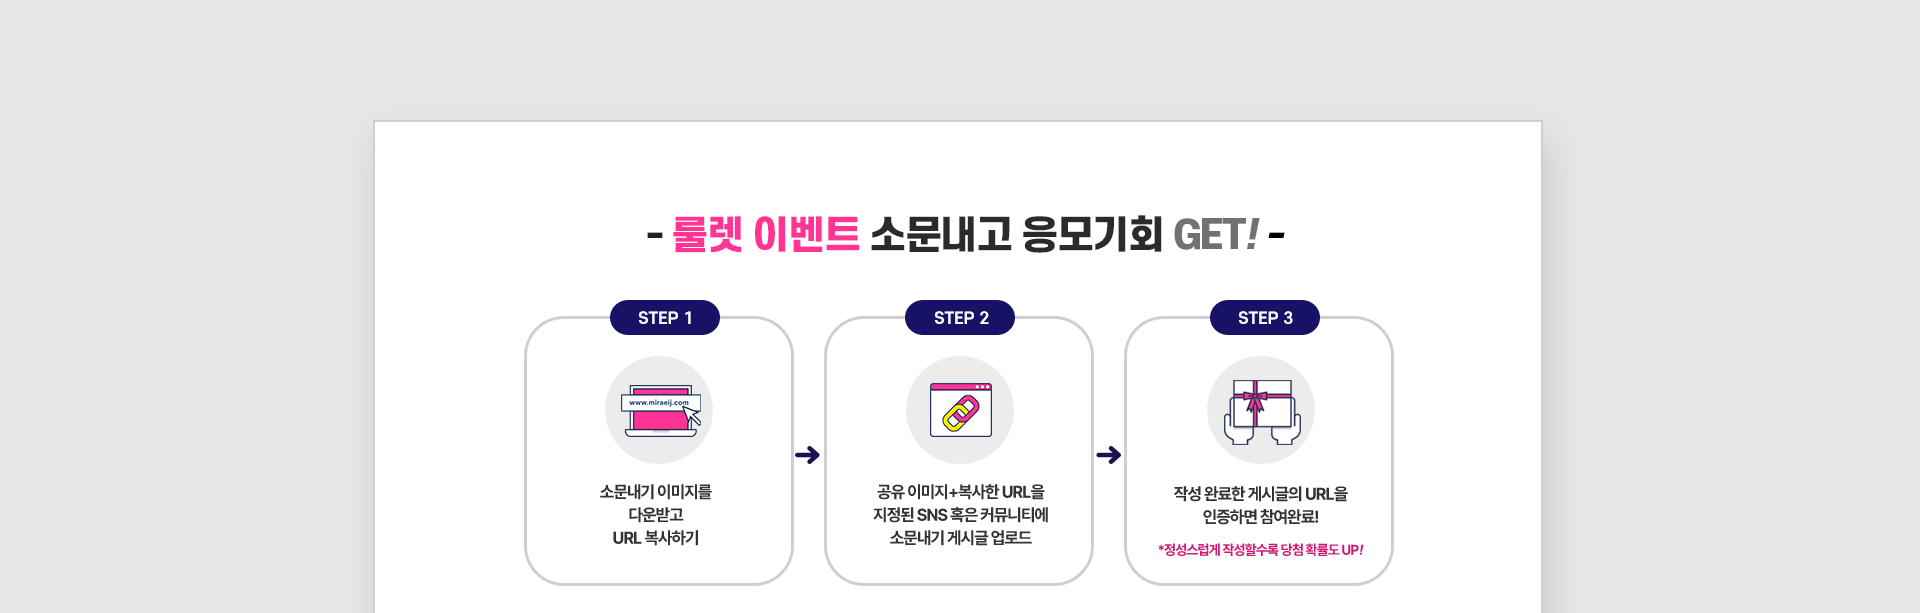 - 룰렛 이벤트 소문내고 응모기회 GET! -
STEP 1
www.miraeij.com
소문내기 이미지를
다운받고
URL 복사하기
STEP 2
공유 이미지+복사한 URL을
지정된 SNS 혹은 커뮤니티에
소문내기 게시글 업로드
STEP 3
작성 완료한 게시글의 URL을
인증하면 참여완료!
*정성스럽게 작성할수록 당첨 확률도 UP!